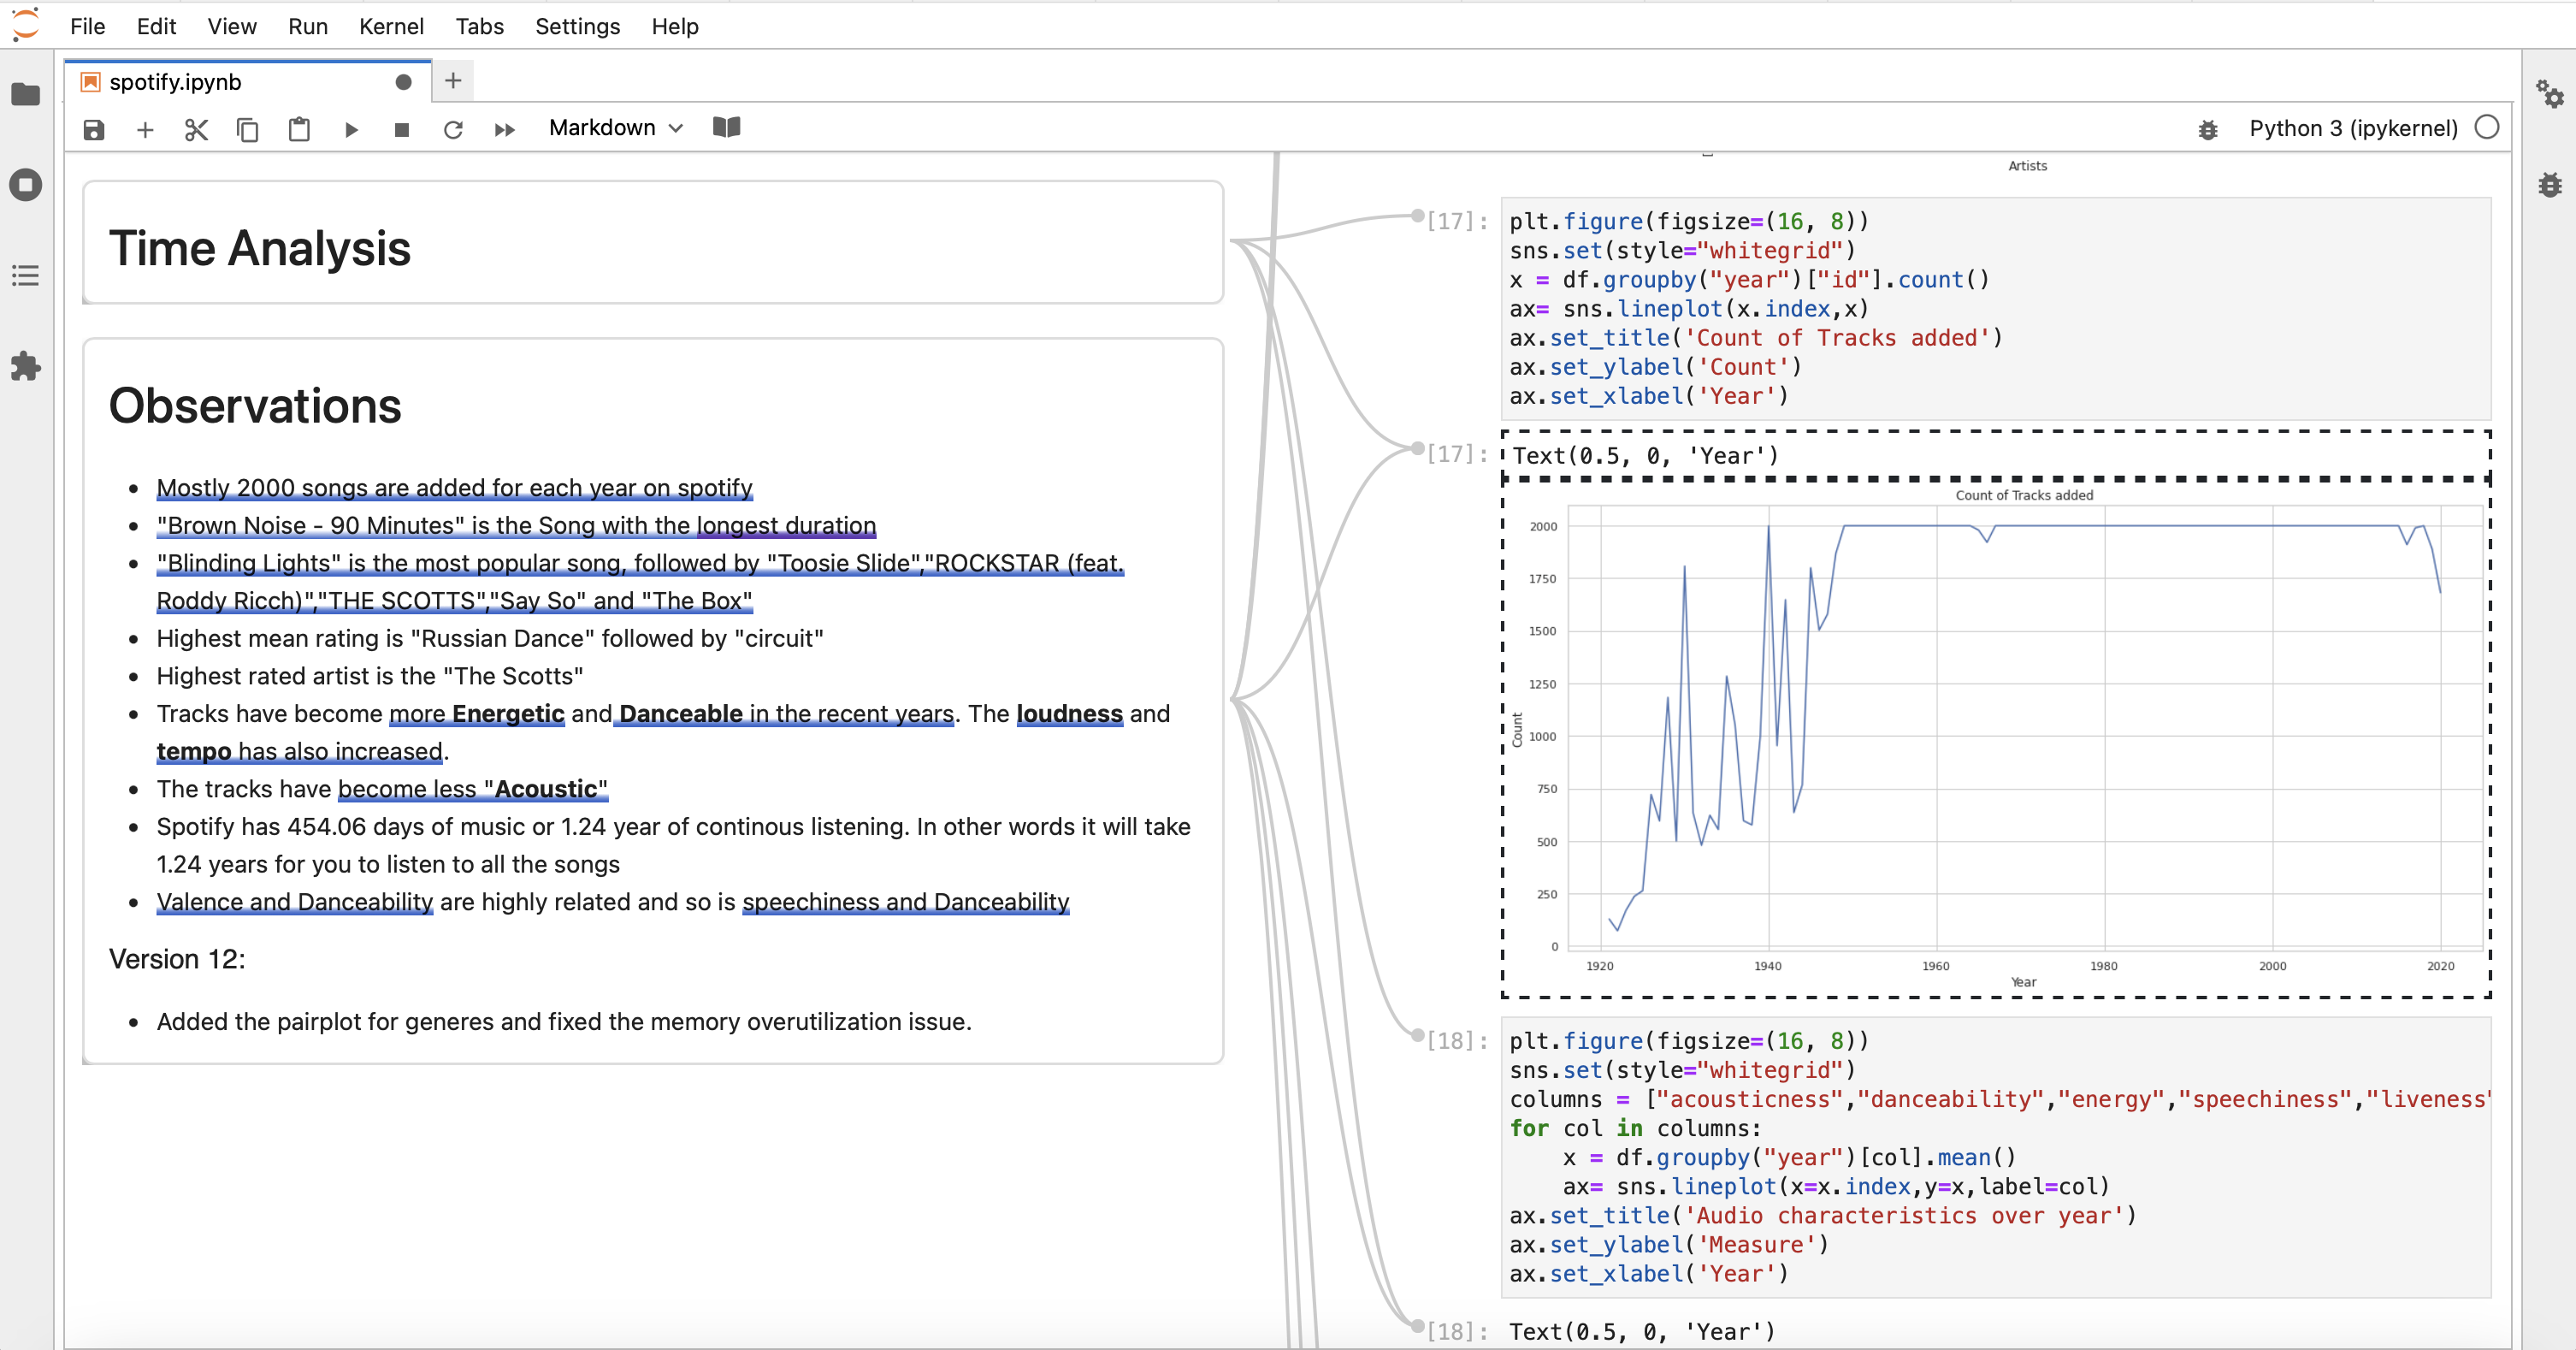 File Edit View Run Kernel Tabs Settings Help
spotify.ipynb
Markdown
Python 3 (ipykernel)
Time Analysis
Observations
Mostly 2000 songs are added for each year on spotify
"Brown Noise - 90 Minutes" is the Song with the longest duration
"Blinding Lights" is the most popular song, followed by "Toosie Slide","ROCKSTAR (feat.
Roddy Ricch)","THE SCOTTS","Say So" and "The Box"
Highest mean rating is "Russian Dance" followed by "circuit"
Highest rated artist is the "The Scotts"
Tracks have become more Energetic and Danceable in the recent years. The loudness and
tempo has also increased.
The tracks have become less "Acoustic"
Spotify has 454.06 days of music or 1.24 year of continous listening. In other words it will take
1.24 years for you to listen to all the songs
Valence and Danceability are highly related and so is speechiness and Danceability
Version 12:
Added the pairplot for generes and fixed the memory overutilization issue.
Artists
[17]:
plt.figure(figsize=(16, 8))
sns.set(style="whitegrid")
x = df.groupby("year")["id"].count()
ax= sns.lineplot(x.index,x)
ax.set_title('Count of Tracks added')
ax.set_ylabel('Count')
ax.set_xlabel('Year')
[17]:
Text(0.5, 0, 'Year')
Count of Tracks added
2000
1750
1500
1250
1000
750
500
250
0
Count
1920 1940 1960 1980 2000 2020
Year
[18]:
plt.figure(figsize=(16, 8))
sns.set(style="whitegrid")
columns = ["acousticness","danceability","energy","speechiness","liveness"
for col in columns:
x = df.groupby("year")[col].mean()
ax= sns.lineplot(x=x.index,y=x,label=col)
ax.set_title('Audio characteristics over year')
ax.set_ylabel('Measure')
ax.set_xlabel('Year')
[18]:
Text(0.5, 0, 'Year')